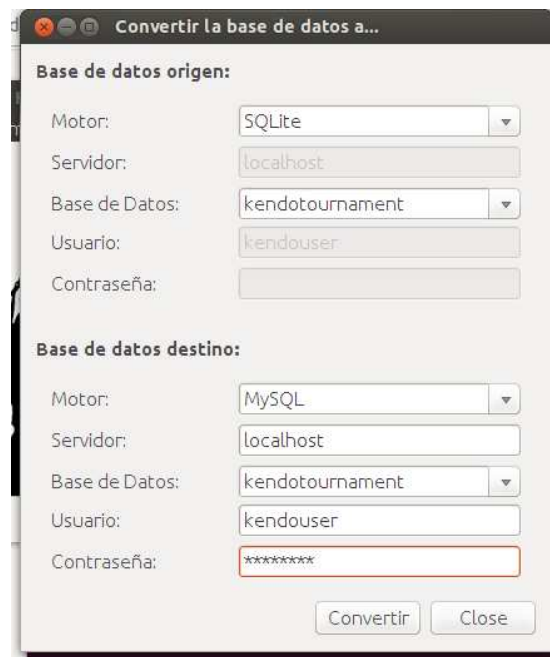 Convertir la base de datos a...
Base de datos origen:
Motor: SQLite
Servidor: localhost
Base de Datos: kendotournament
Usuario: kendouser
Contraseña:
Base de datos destino:
Motor: MySQL
Servidor: localhost
Base de Datos: kendotournament
Usuario: kendouser
Contraseña: ********
Convertir Close